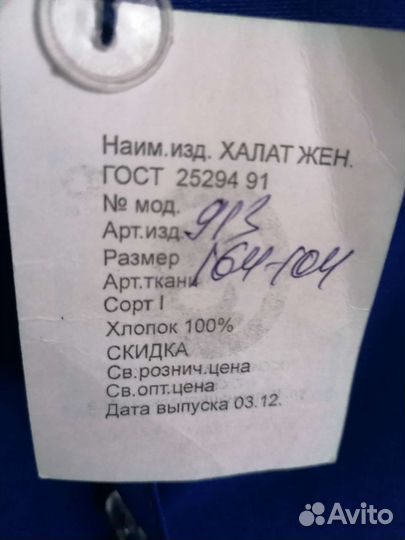 Наим.изд. ХАЛАТ ЖЕН.
ГОСТ 25294 91
№ мод.
Арт.изд. 913
Размер 164-104
Арт.ткани
Сорт I
Хлопок 100%
СКИДКА
Св.рознич.цена
Св.опт.цена
Дата выпуска 03.12.
Avito